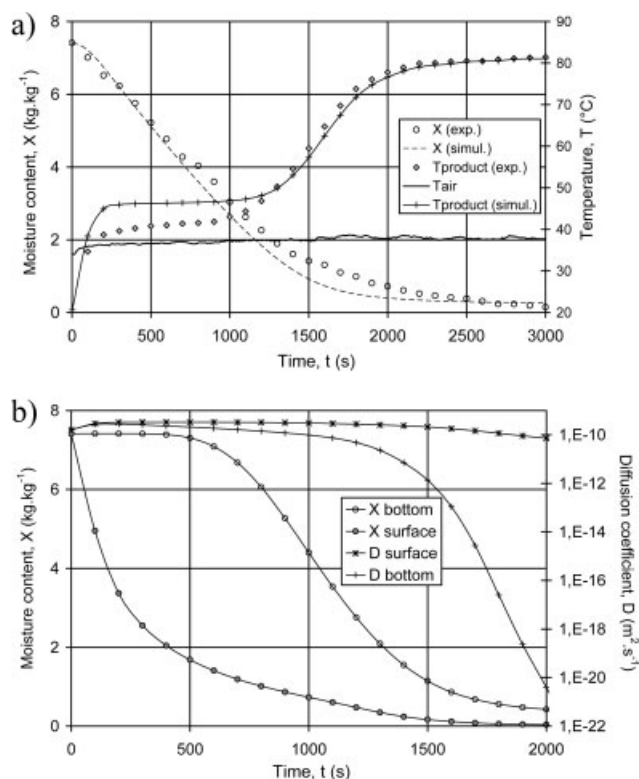 a)
8
6
4
2
0
Moisture content, X (kg.kg⁻¹)
90
80
70
60
50
40
30
20
Temperature, T (°C)
X (exp.)
X (simul.)
Tproduct (exp.)
Tair
Tproduct (simul.)
0 500 1000 1500 2000 2500 3000
Time, t (s)
b)
8
6
4
2
0
Moisture content, X (kg.kg⁻¹)
1,E-10
1,E-12
1,E-14
1,E-16
1,E-18
1,E-20
1,E-22
Diffusion coefficient, D (m².s⁻¹)
X bottom
X surface
D surface
D bottom
0 500 1000 1500 2000
Time, t (s)